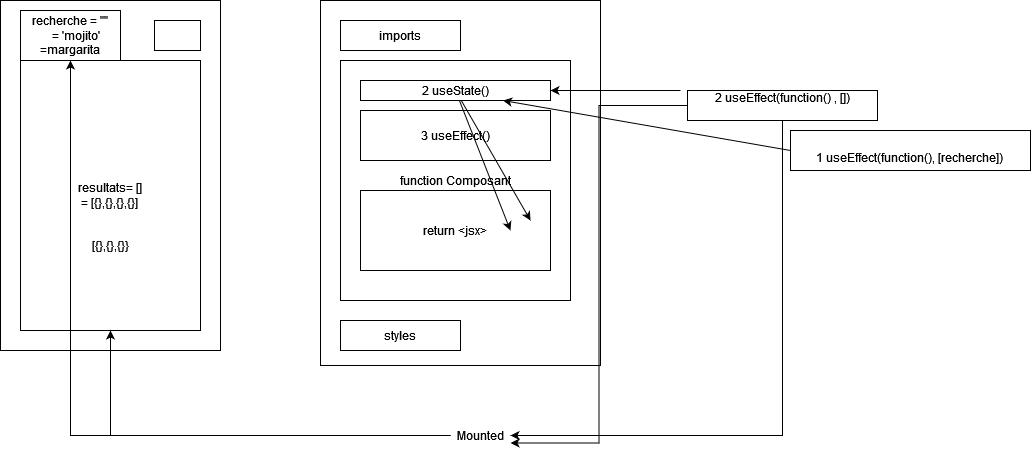 recherche = ""
= 'mojito'
=margarita
imports
2 useState()
2 useEffect(function() , [])
3 useEffect()
1 useEffect(function(), [recherche])
function Composant
resultats= []
= [{},{},{},{}]
return <jsx>
[{},{},{}}
styles
Mounted